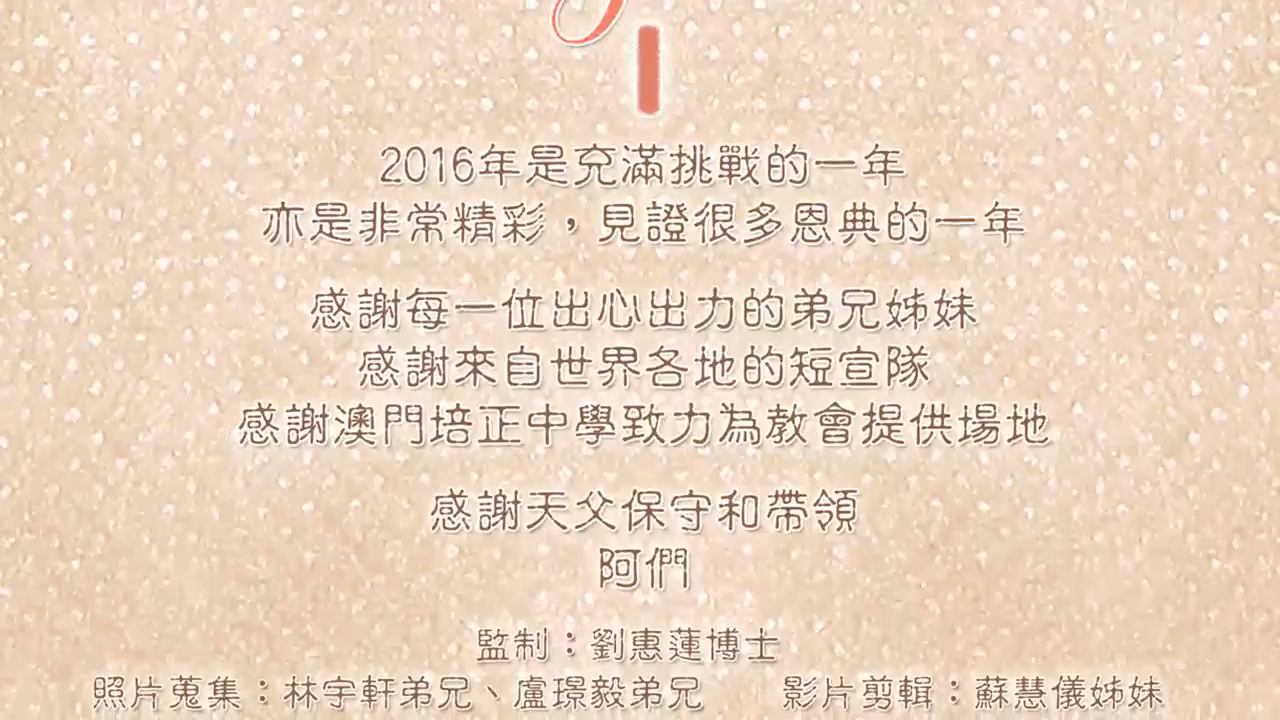 2016年是充滿挑戰的一年
亦是非常精彩，見證很多恩典的一年
感謝每一位出心出力的弟兄姊妹
感謝來自世界各地的短宣隊
感謝澳門培正中學致力為教會提供場地
感謝天父保守和帶領
阿們
監制：劉惠蓮博士
照片蒐集：林宇軒弟兄、盧璟毅弟兄　　影片剪輯：蘇慧儀姊妹